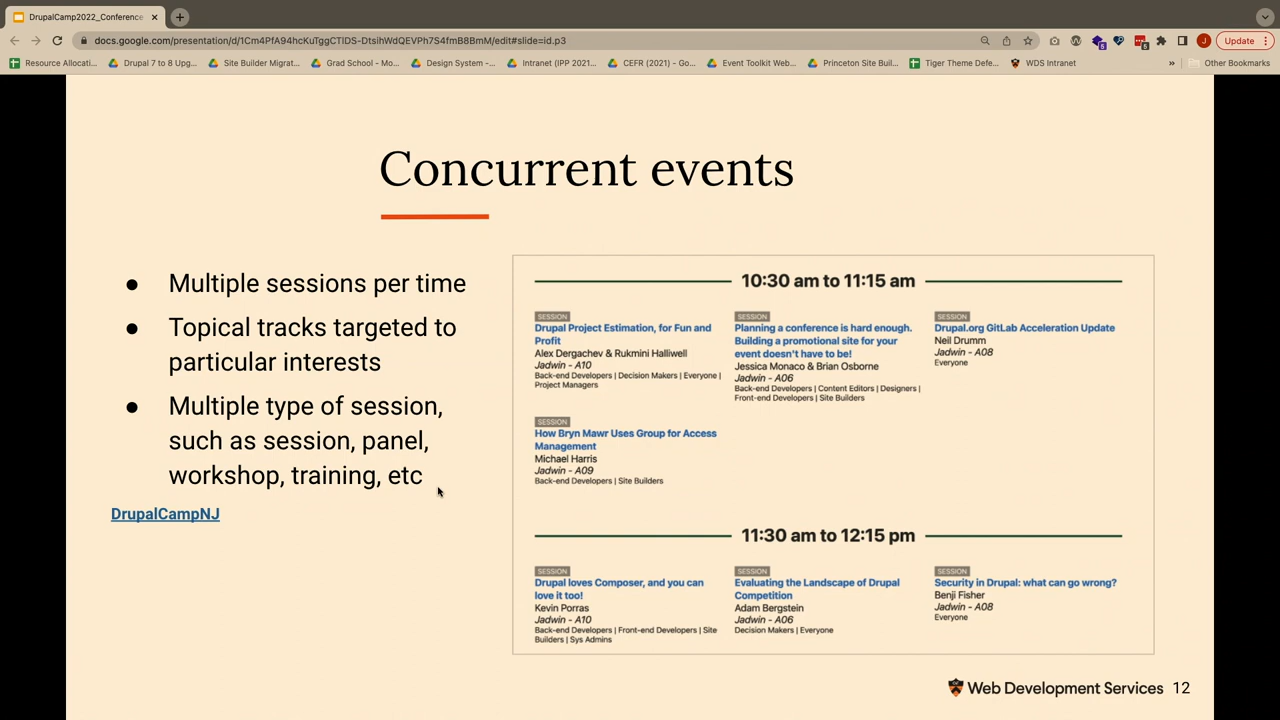 DrupalCamp2022_Conference
docs.google.com/presentation/d/1Cm4PfA94hcKuTggCTlDS-DtsihWdQEVPh7S4fmB8BmM/edit#slide=id.p3
J
Update
Resource Allocati...
Drupal 7 to 8 Upg...
Site Builder Migrat...
Grad School - Mo...
Design System -...
Intranet (IPP 2021...
CEFR (2021) - Go...
Event Toolkit Web...
Princeton Site Buil...
Tiger Theme Defe...
WDS Intranet
»
Other Bookmarks
Concurrent events
● Multiple sessions per time
● Topical tracks targeted to
particular interests
● Multiple type of session,
such as session, panel,
workshop, training, etc
DrupalCampNJ
10:30 am to 11:15 am
SESSION
Drupal Project Estimation, for Fun and
Profit
Alex Dergachev & Rukmini Halliwell
Jadwin - A10
Back-end Developers | Decision Makers | Everyone |
Project Managers
SESSION
Planning a conference is hard enough.
Building a promotional site for your
event doesn't have to be!
Jessica Monaco & Brian Osborne
Jadwin - A06
Back-end Developers | Content Editors | Designers |
Front-end Developers | Site Builders
SESSION
Drupal.org GitLab Acceleration Update
Neil Drumm
Jadwin - A08
Everyone
SESSION
How Bryn Mawr Uses Group for Access
Management
Michael Harris
Jadwin - A09
Back-end Developers | Site Builders
11:30 am to 12:15 pm
SESSION
Drupal loves Composer, and you can
love it too!
Kevin Porras
Jadwin - A10
Back-end Developers | Front-end Developers | Site
Builders | Sys Admins
SESSION
Evaluating the Landscape of Drupal
Competition
Adam Bergstein
Jadwin - A06
Decision Makers | Everyone
SESSION
Security in Drupal: what can go wrong?
Benji Fisher
Jadwin - A08
Everyone
Web Development Services 12